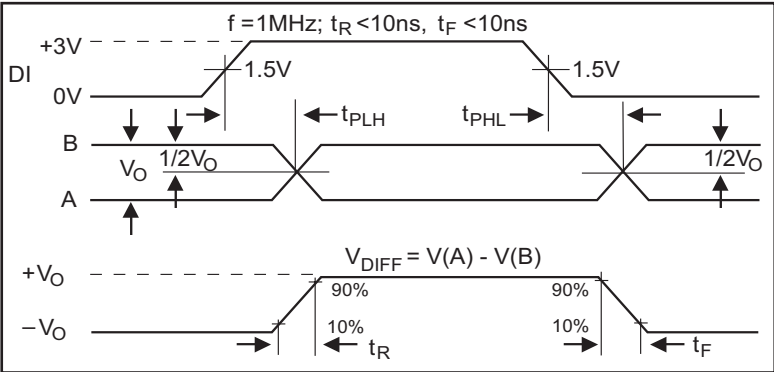 f = 1MHz; tR < 10ns, tF < 10ns
+3V
DI
1.5V
1.5V
0V
tPLH
tPHL
B
VO
1/2VO
1/2VO
A
VDIFF = V(A) - V(B)
+VO
90%
90%
−VO
10%
10%
tR
tF